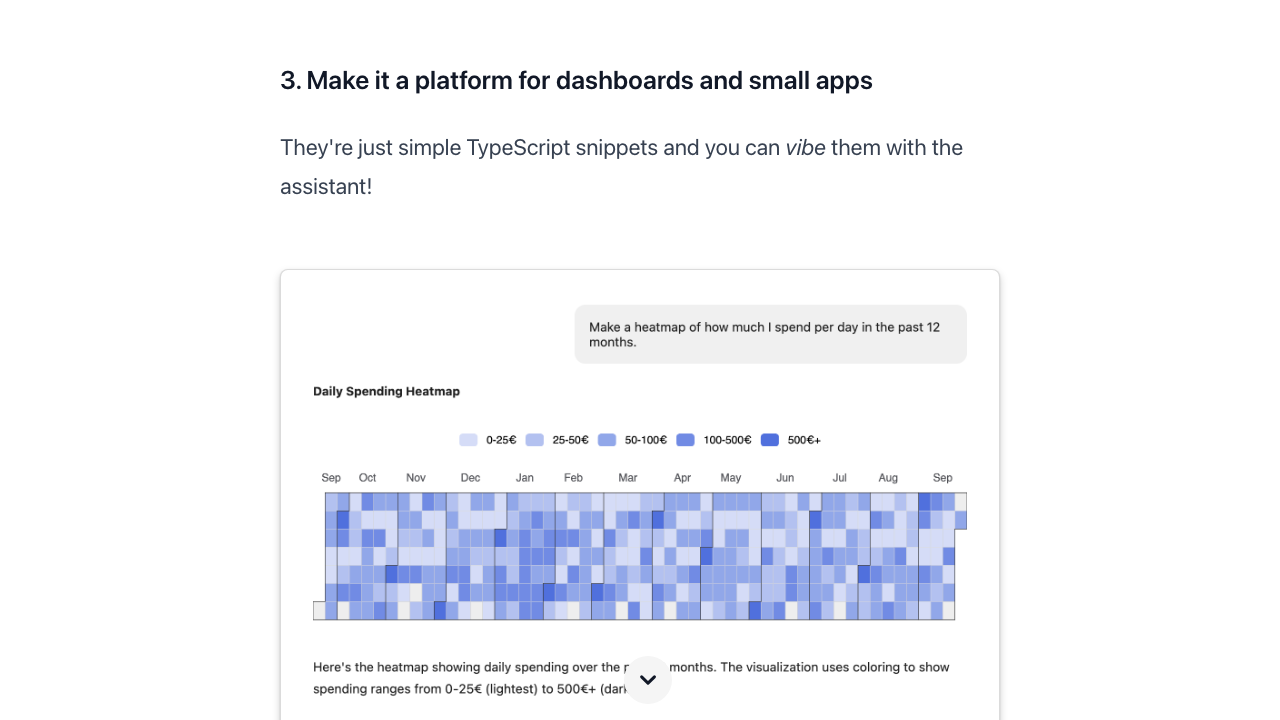 3. Make it a platform for dashboards and small apps
They're just simple TypeScript snippets and you can vibe them with the
assistant!
Make a heatmap of how much I spend per day in the past 12
months.
Daily Spending Heatmap
0-25€ 25-50€ 50-100€ 100-500€ 500€+
Sep Oct Nov Dec Jan Feb Mar Apr May Jun Jul Aug Sep
Here's the heatmap showing daily spending over the months. The visualization uses coloring to show
spending ranges from 0-25€ (lightest) to 500€+